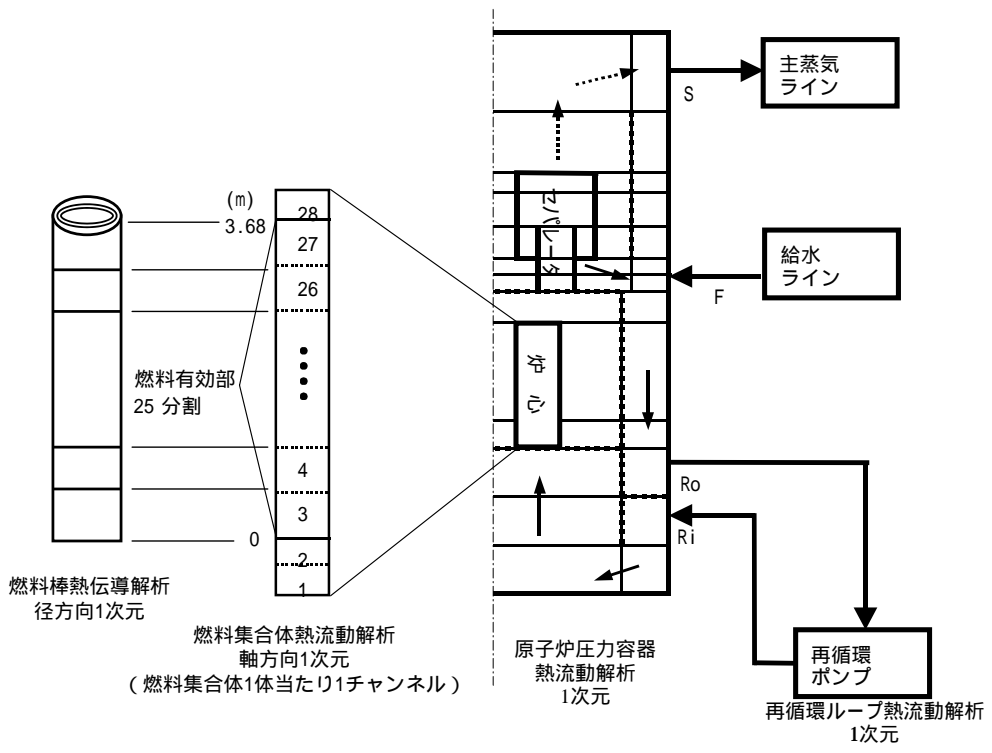 (m)
3.68
0
燃料有効部
25 分割
燃料棒熱伝導解析
径方向1次元
28
27
26
4
3
2
1
燃料集合体熱流動解析
軸方向1次元
(燃料集合体1体当たり1チャンネル)
セパレータ
炉心
原子炉圧力容器
熱流動解析
1次元
S
主蒸気
ライン
F
給水
ライン
Ro
Ri
再循環
ポンプ
再循環ループ熱流動解析
1次元